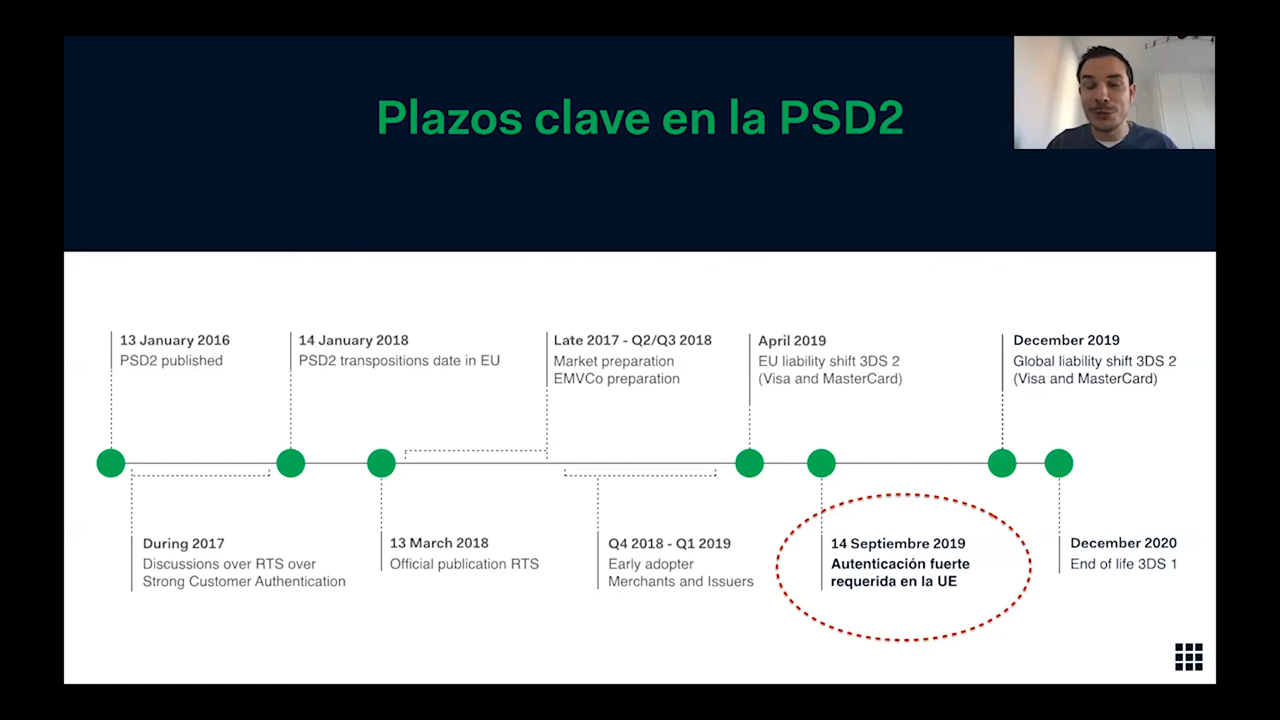 Plazos clave en la PSD2
13 January 2016
PSD2 published
14 January 2018
PSD2 transpositions date in EU
Late 2017 - Q2/Q3 2018
Market preparation
EMVCo preparation
April 2019
EU liability shift 3DS 2
(Visa and MasterCard)
December 2019
Global liability shift 3DS 2
(Visa and MasterCard)
During 2017
Discussions over RTS over
Strong Customer Authentication
13 March 2018
Official publication RTS
Q4 2018 - Q1 2019
Early adopter
Merchants and Issuers
14 Septiembre 2019
Autenticación fuerte
requerida en la UE
December 2020
End of life 3DS 1